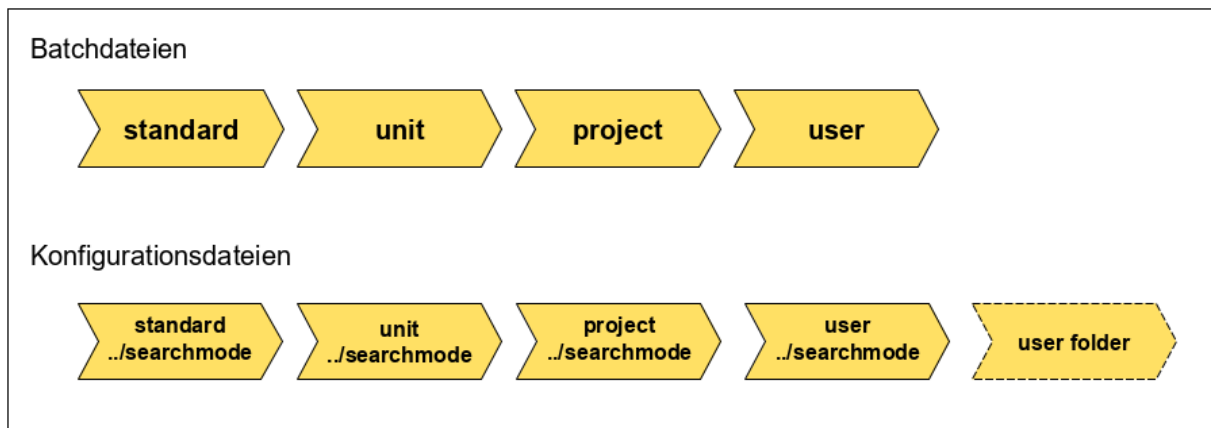 Batchdateien
standard
unit
project
user
Konfigurationsdateien
standard
../searchmode
unit
../searchmode
project
../searchmode
user
../searchmode
user folder